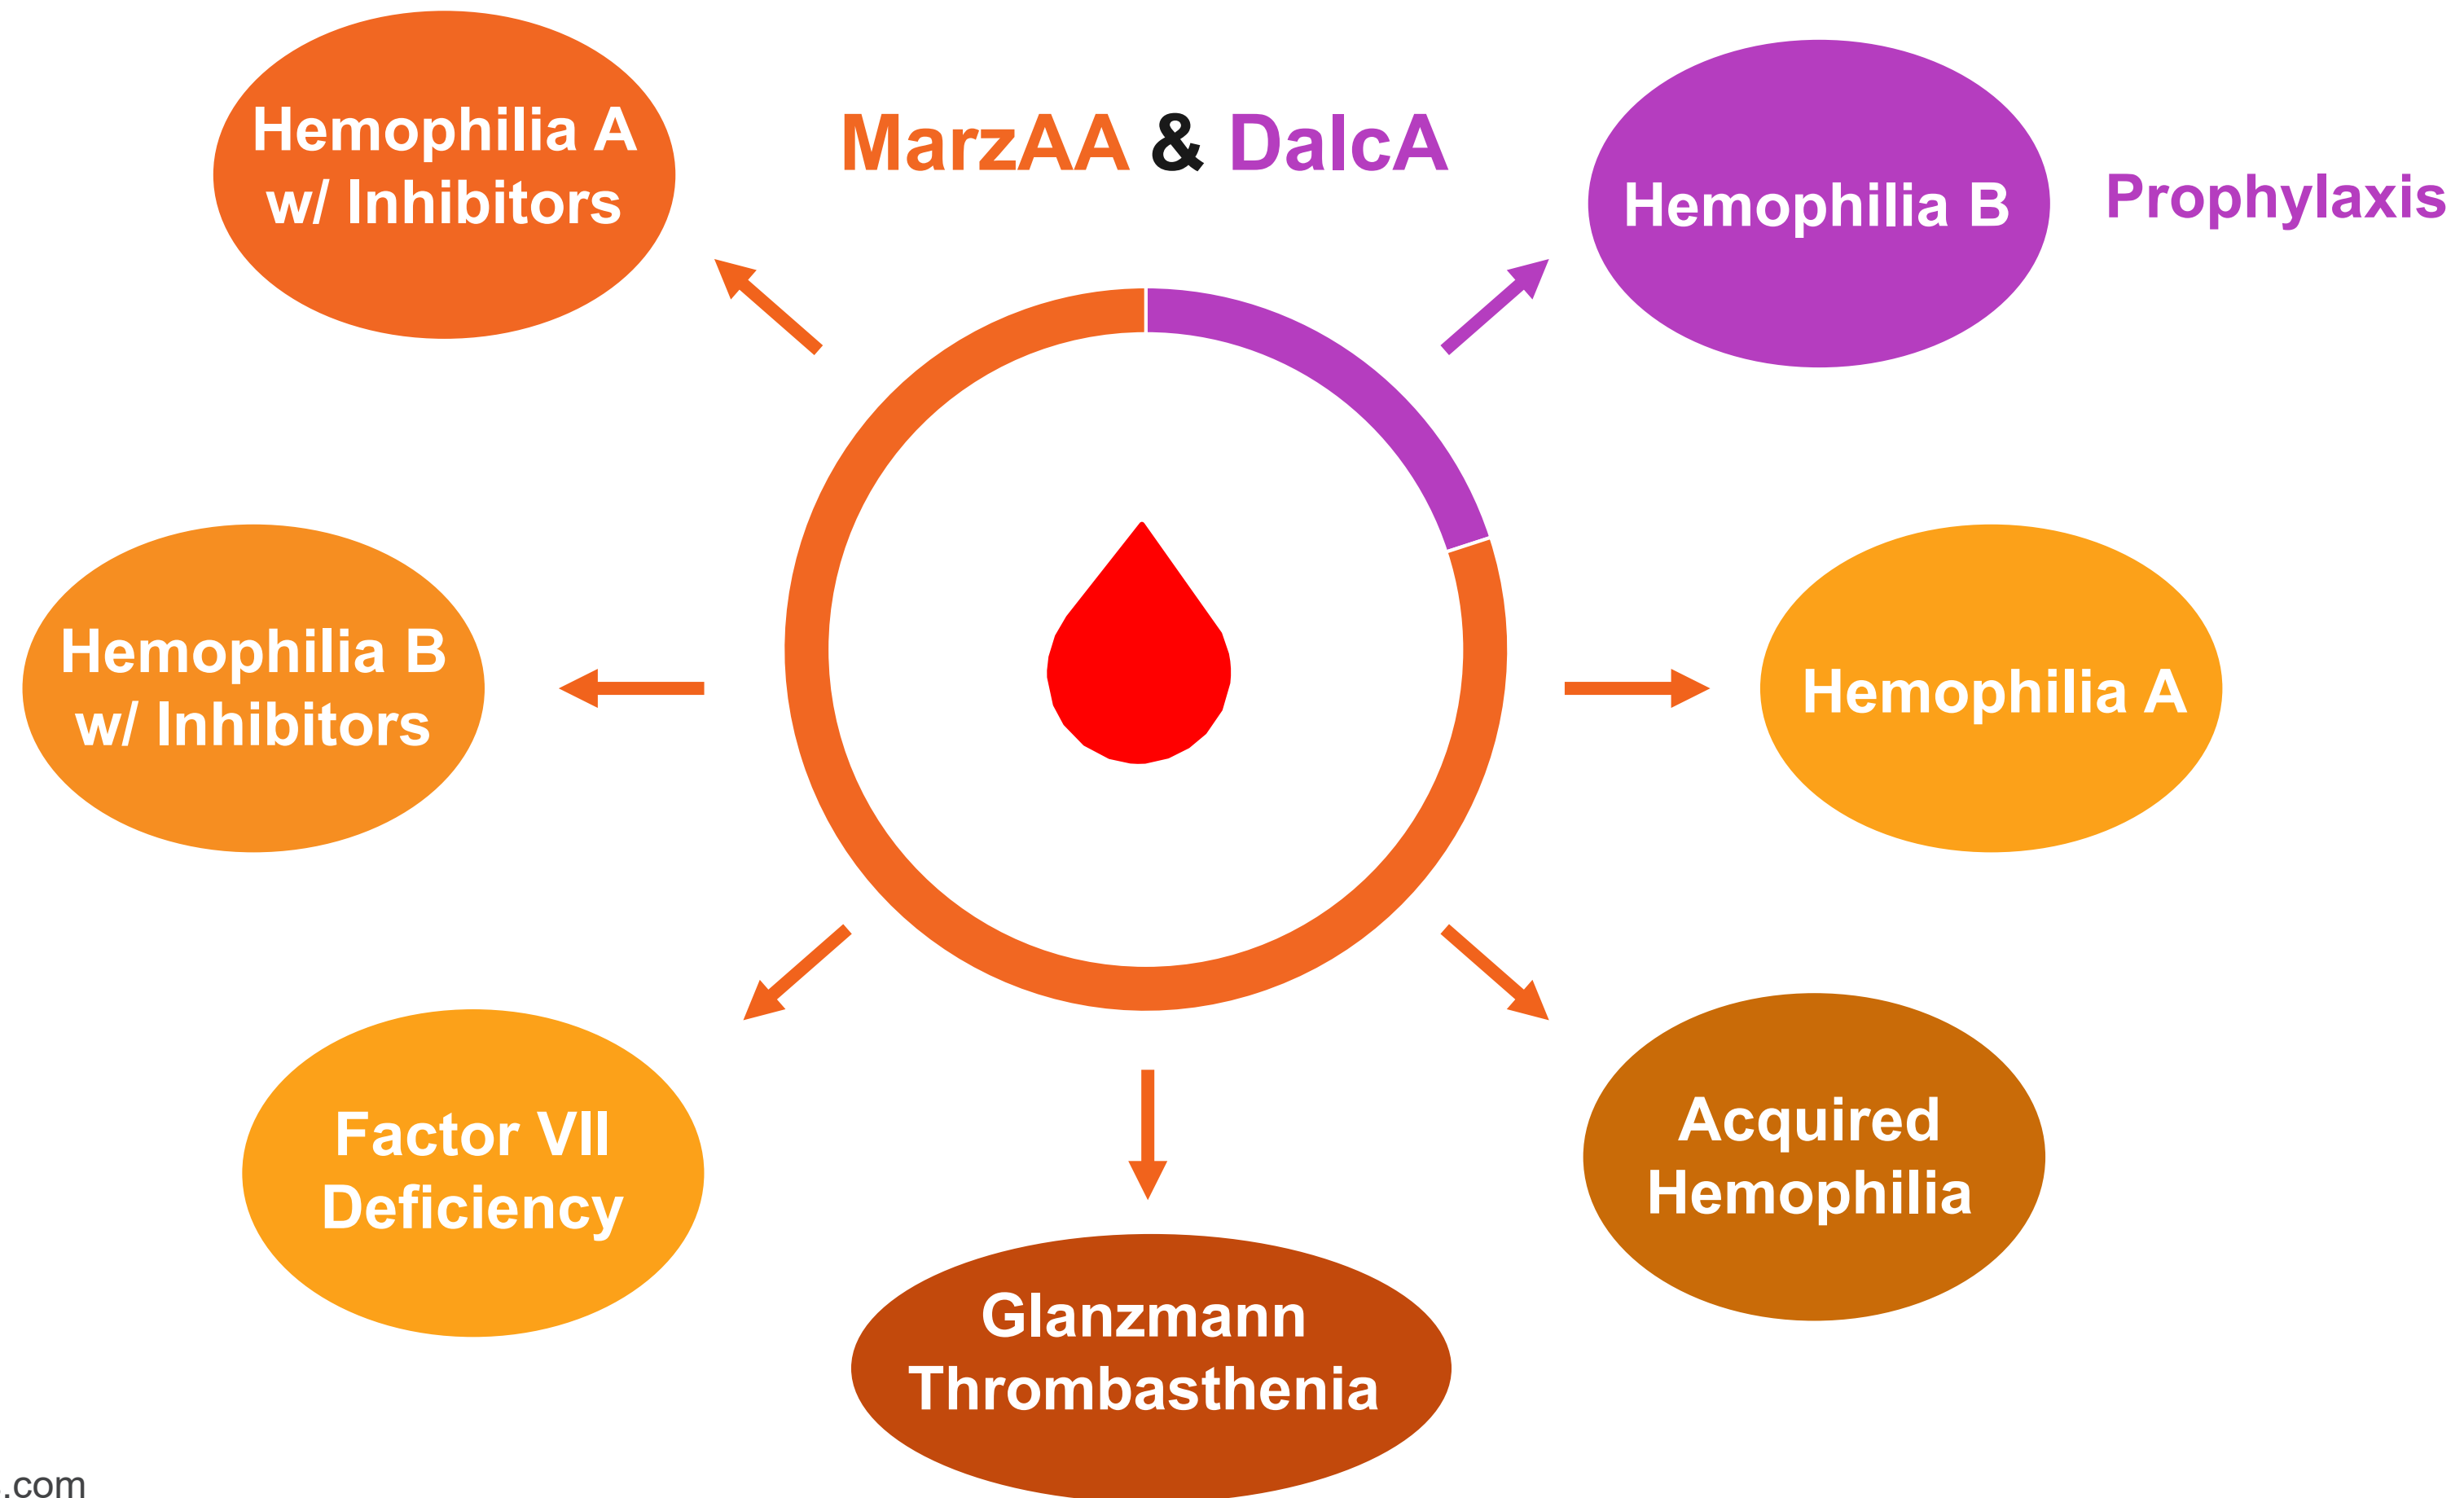 MarzAA & DalcA
Hemophilia A
w/ Inhibitors
Hemophilia B
Prophylaxis
Hemophilia B
w/ Inhibitors
Hemophilia A
Factor VII
Deficiency
Acquired
Hemophilia
Glanzmann
Thrombasthenia
.com